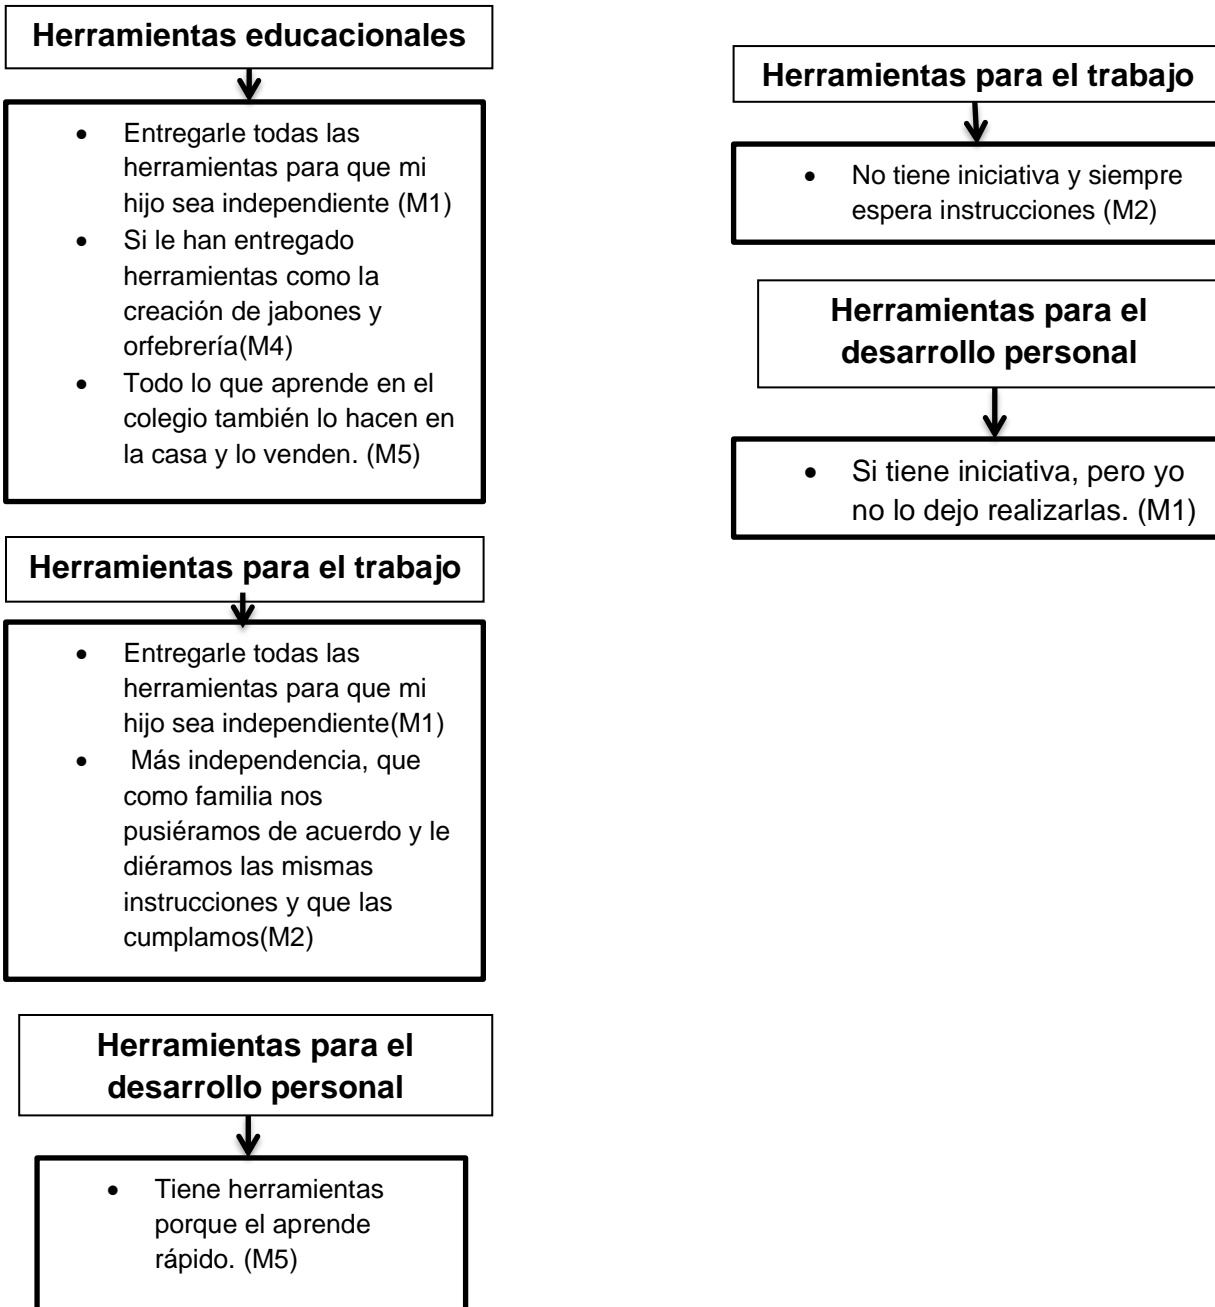 Herramientas educacionales
• Entregarle todas las
herramientas para que mi
hijo sea independiente (M1)
• Si le han entregado
herramientas como la
creación de jabones y
orfebrería(M4)
• Todo lo que aprende en el
colegio también lo hacen en
la casa y lo venden. (M5)
Herramientas para el trabajo
• Entregarle todas las
herramientas para que mi
hijo sea independiente(M1)
• Más independencia, que
como familia nos
pusiéramos de acuerdo y le
diéramos las mismas
instrucciones y que las
cumplamos(M2)
Herramientas para el
desarrollo personal
• Tiene herramientas
porque el aprende
rápido. (M5)
Herramientas para el trabajo
• No tiene iniciativa y siempre
espera instrucciones (M2)
Herramientas para el
desarrollo personal
• Si tiene iniciativa, pero yo
no lo dejo realizarlas. (M1)